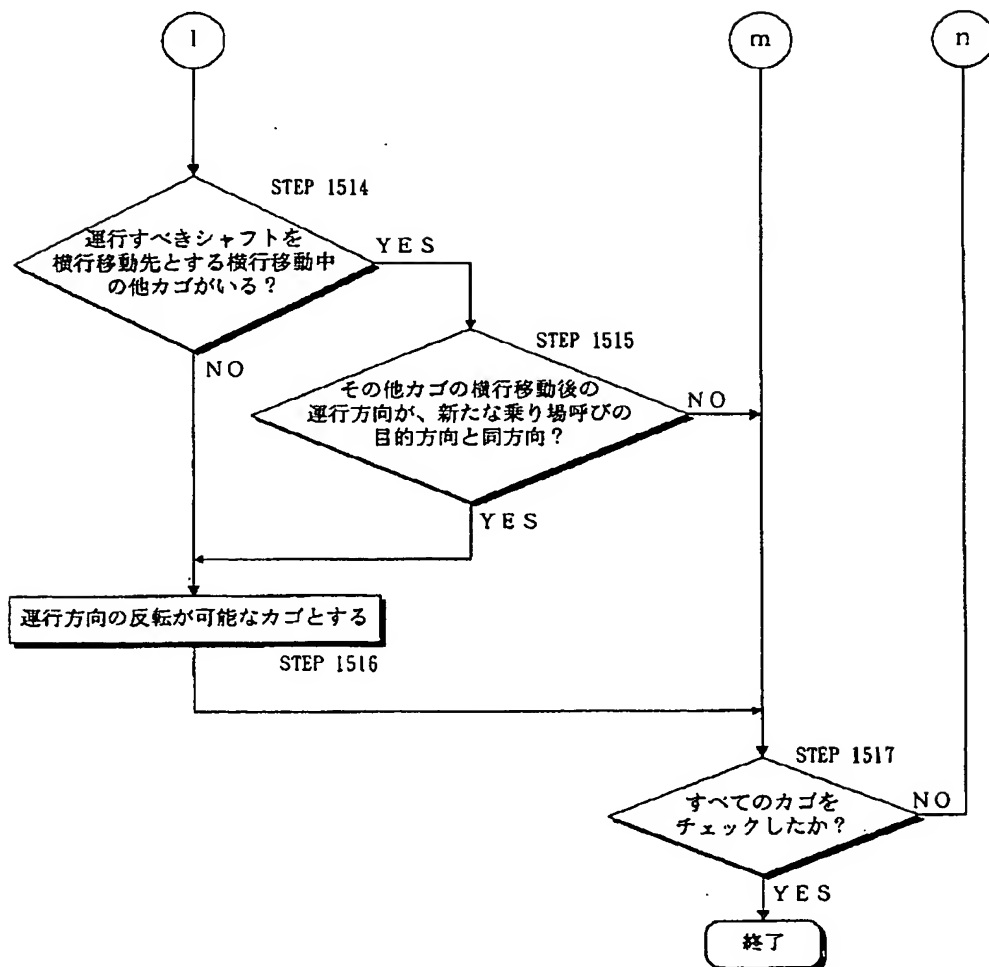 l
m
n
STEP 1514
運行すべきシャフトを
横行移動先とする横行移動中
の他カゴがいる？
YES
NO
STEP 1515
その他カゴの横行移動後の
運行方向が、新たな乗り場呼びの
目的方向と同方向？
NO
YES
運行方向の反転が可能なカゴとする
STEP 1516
STEP 1517
すべてのカゴを
チェックしたか？
NO
YES
終了